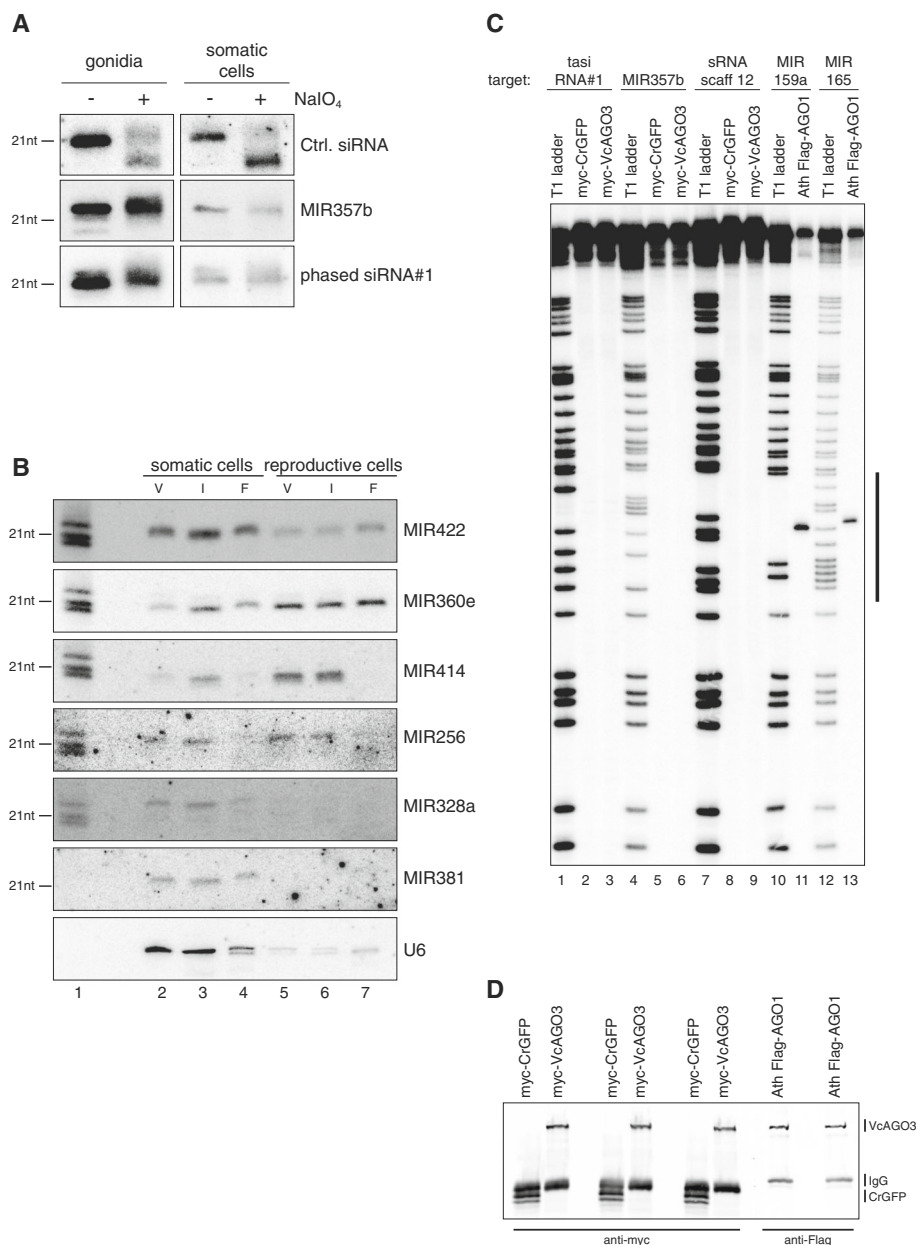 A
gonidia
somatic cells
- + - + NaIO4
21nt
Ctrl. siRNA
21nt
MIR357b
21nt
phased siRNA#1
B
somatic cells reproductive cells
V I F V I F
21nt
MIR422
21nt
MIR360e
21nt
MIR414
21nt
MIR256
21nt
MIR328a
21nt
MIR381
U6
1 2 3 4 5 6 7
C
target:
tasi RNA#1
MIR357b
sRNA scaff 12
MIR 159a
MIR 165
T1 ladder
myc-CrGFP
myc-VcAGO3
T1 ladder
myc-CrGFP
myc-VcAGO3
T1 ladder
myc-CrGFP
myc-VcAGO3
T1 ladder
Ath Flag-AGO1
T1 ladder
Ath Flag-AGO1
1 2 3 4 5 6 7 8 9 10 11 12 13
D
myc-CrGFP
myc-VcAGO3
myc-CrGFP
myc-VcAGO3
myc-CrGFP
myc-VcAGO3
Ath Flag-AGO1
Ath Flag-AGO1
VcAGO3
IgG
CrGFP
anti-myc
anti-Flag